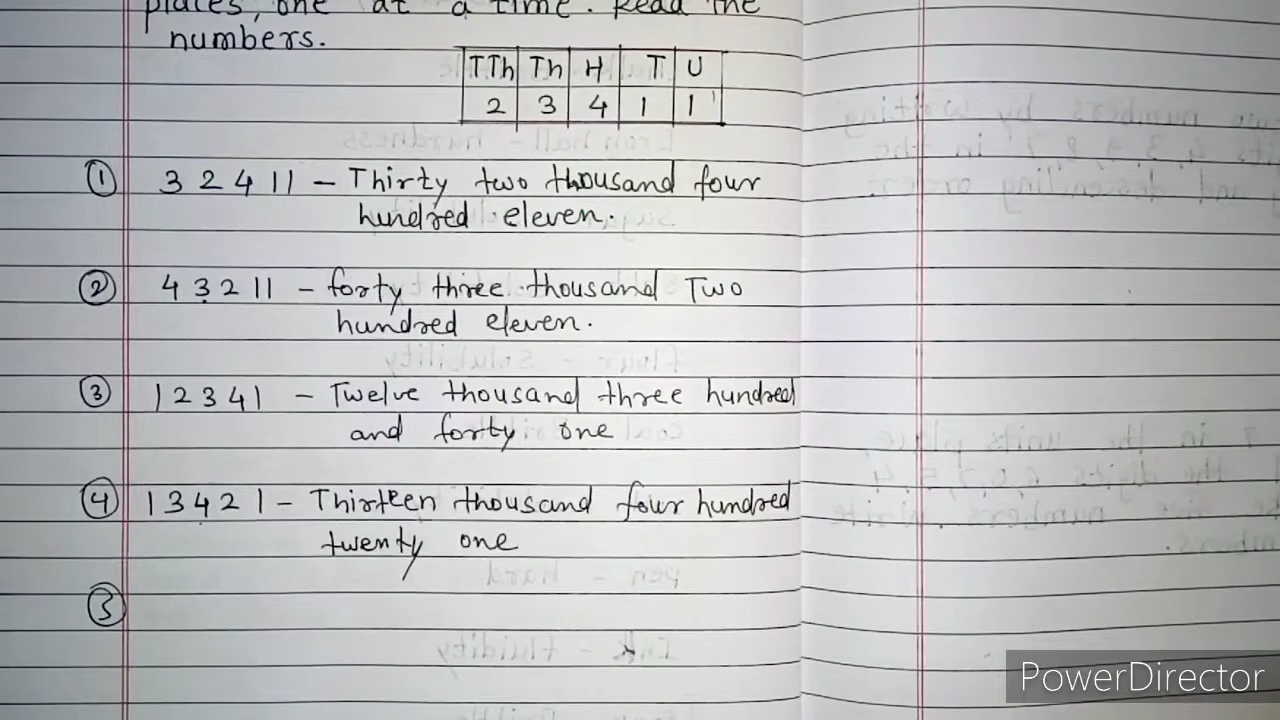 places, one at a time. Read the
numbers.
TTh Th H T U
2 3 4 1 1
① 32411 - Thirty two thousand four
hundred eleven.
② 43211 - forty three thousand Two
hundred eleven.
③ 12341 - Twelve thousand three hundred
and forty one
④ 13421 - Thirteen thousand four hundred
twenty one
⑤
PowerDirector